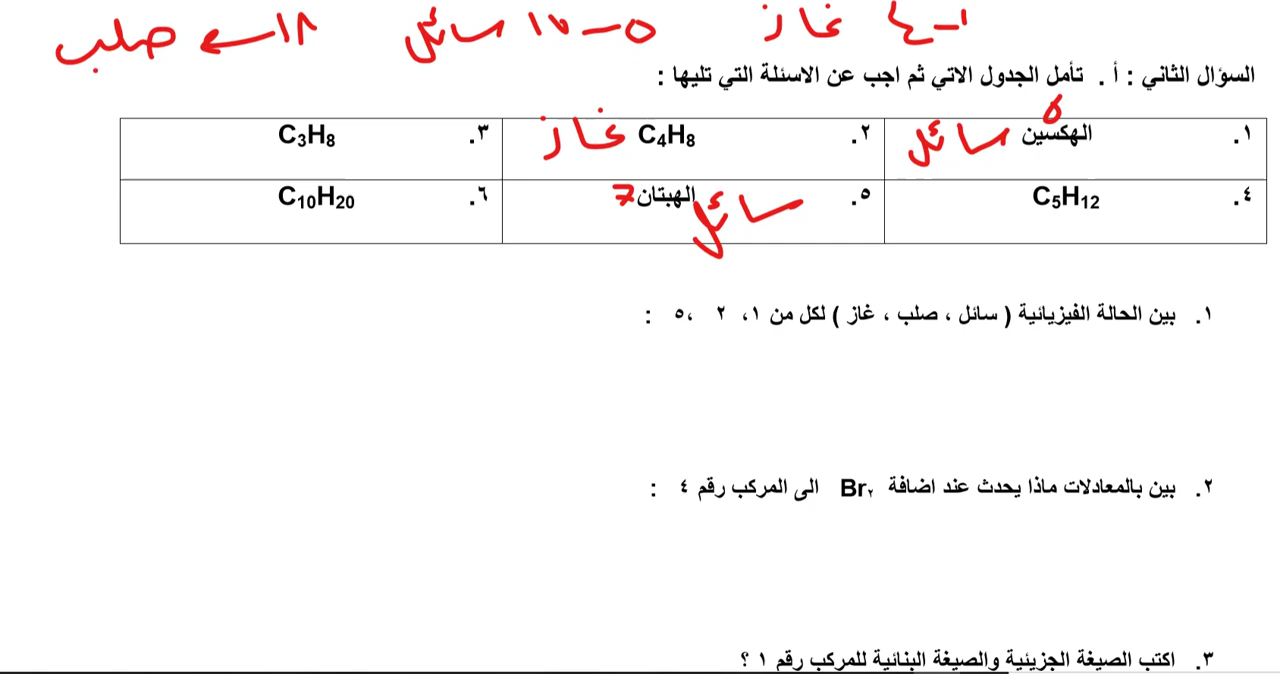 ١-٤ غاز ٥-١٧ سائل ١٨← صلب
السؤال الثاني : أ . تأمل الجدول الاتي ثم اجب عن الاسئلة التي تليها :
١. الهكسين سائل ٢. C4H8 غاز ٣. C3H8
٤. C5H12 ٥. الهبتان 7 سائل ٦. C10H20
١. بين الحالة الفيزيائية ( سائل ، صلب ، غاز ) لكل من ١، ٢ ،٥ :
٢. بين بالمعادلات ماذا يحدث عند اضافة Br٢ الى المركب رقم ٤ :
٣. اكتب الصيغة الجزيئية والصيغة البنائية للمركب رقم ١ ؟